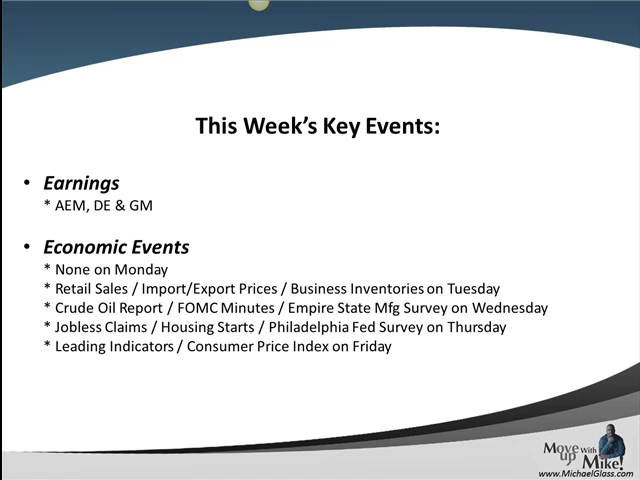 This Week's Key Events:
• Earnings
* AEM, DE & GM
• Economic Events
* None on Monday
* Retail Sales / Import/Export Prices / Business Inventories on Tuesday
* Crude Oil Report / FOMC Minutes / Empire State Mfg Survey on Wednesday
* Jobless Claims / Housing Starts / Philadelphia Fed Survey on Thursday
* Leading Indicators / Consumer Price Index on Friday
Move up With Mike!
www.MichaelGlass.com